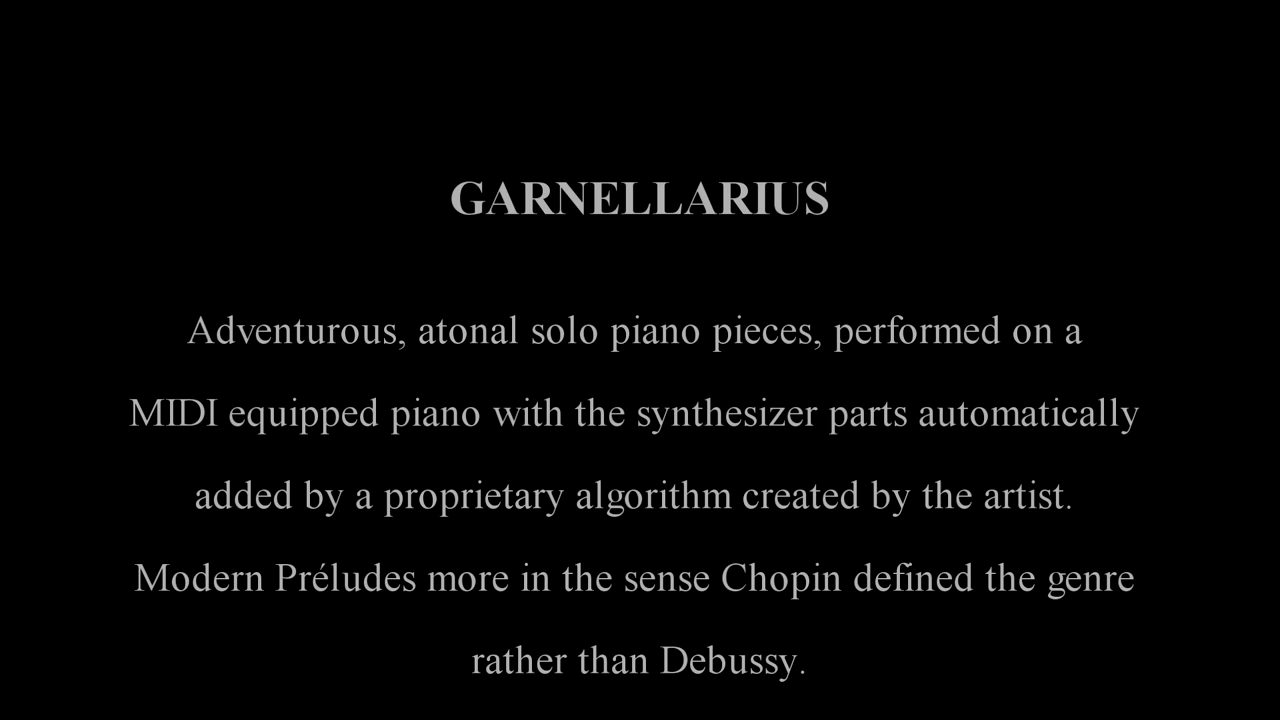 GARNELLARIUS
Adventurous, atonal solo piano pieces, performed on a
MIDI equipped piano with the synthesizer parts automatically
added by a proprietary algorithm created by the artist.
Modern Préludes more in the sense Chopin defined the genre
rather than Debussy.